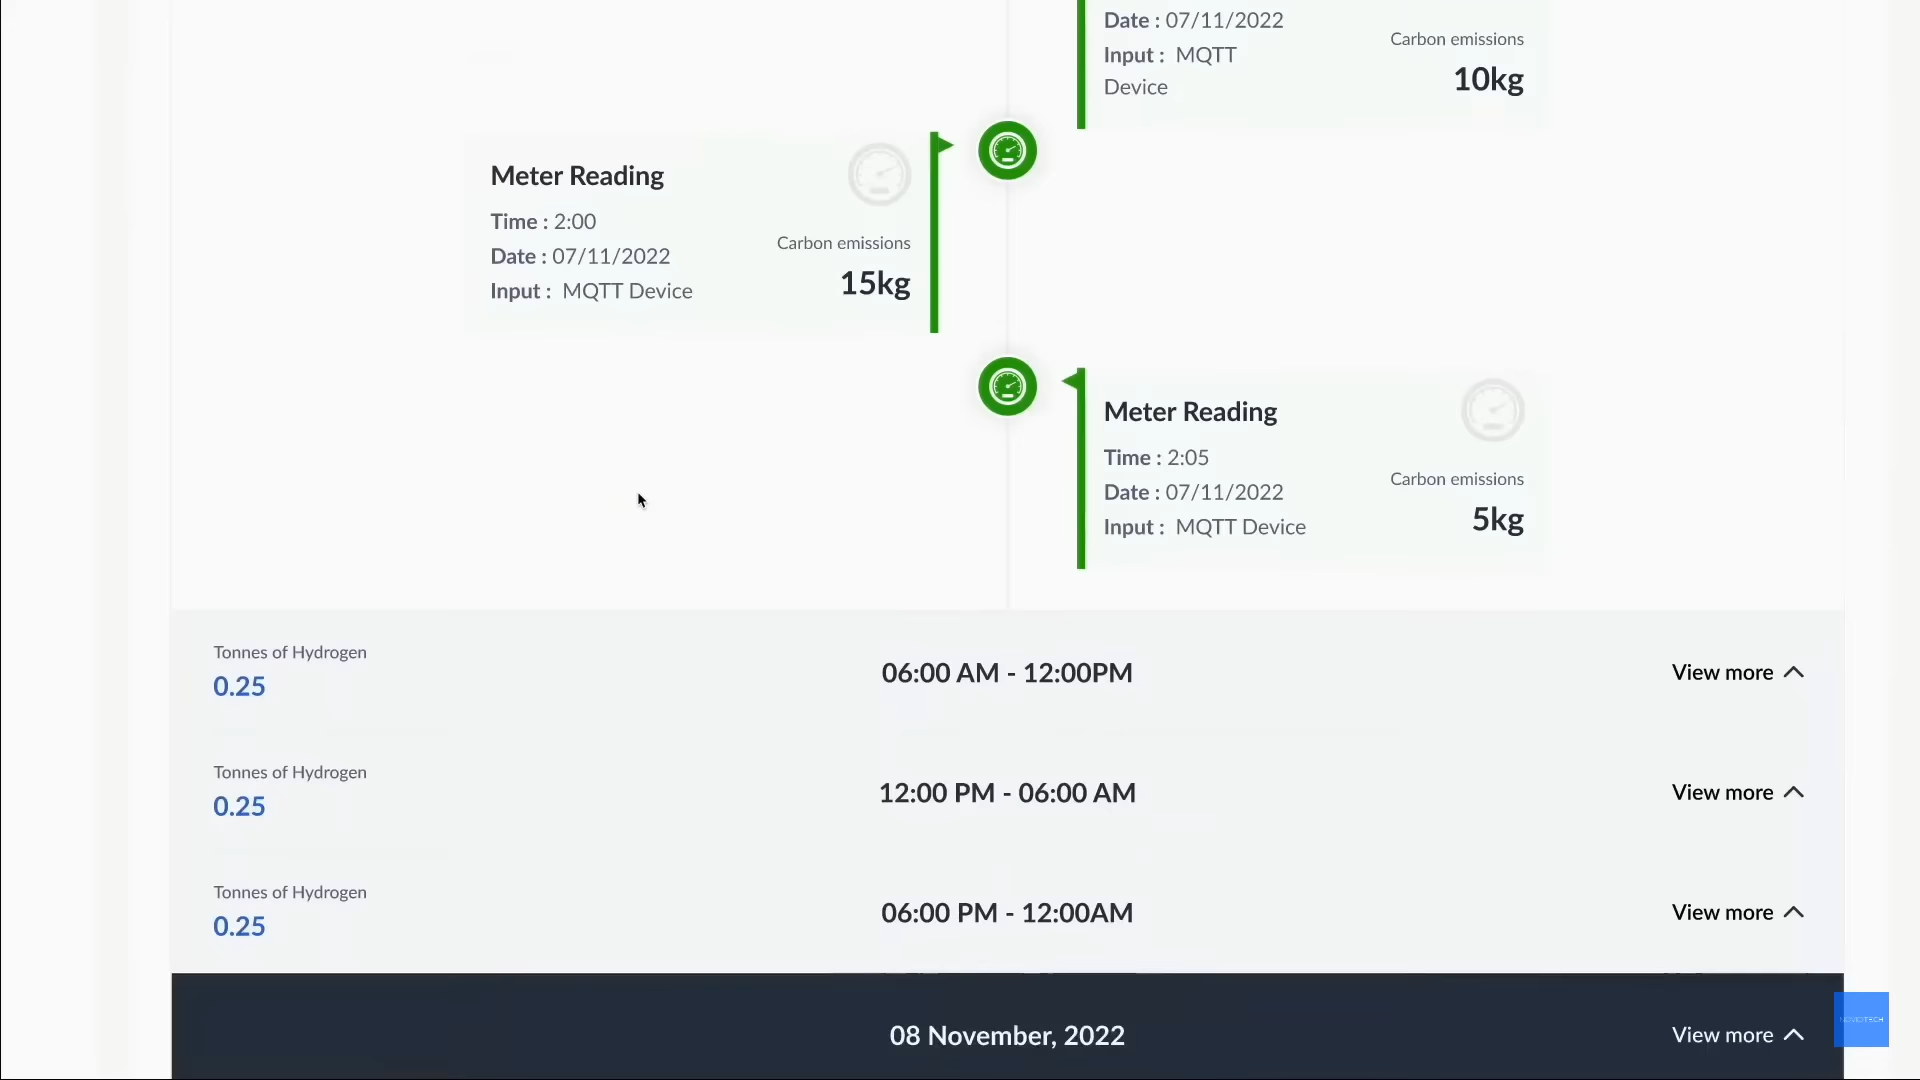 Date : 07/11/2022
Input : MQTT
Device
Carbon emissions
10kg
Meter Reading
Time : 2:00
Date : 07/11/2022
Input : MQTT Device
Carbon emissions
15kg
Meter Reading
Time : 2:05
Date : 07/11/2022
Input : MQTT Device
Carbon emissions
5kg
Tonnes of Hydrogen
0.25
06:00 AM - 12:00PM
View more
Tonnes of Hydrogen
0.25
12:00 PM - 06:00 AM
View more
Tonnes of Hydrogen
0.25
06:00 PM - 12:00AM
View more
08 November, 2022
View more